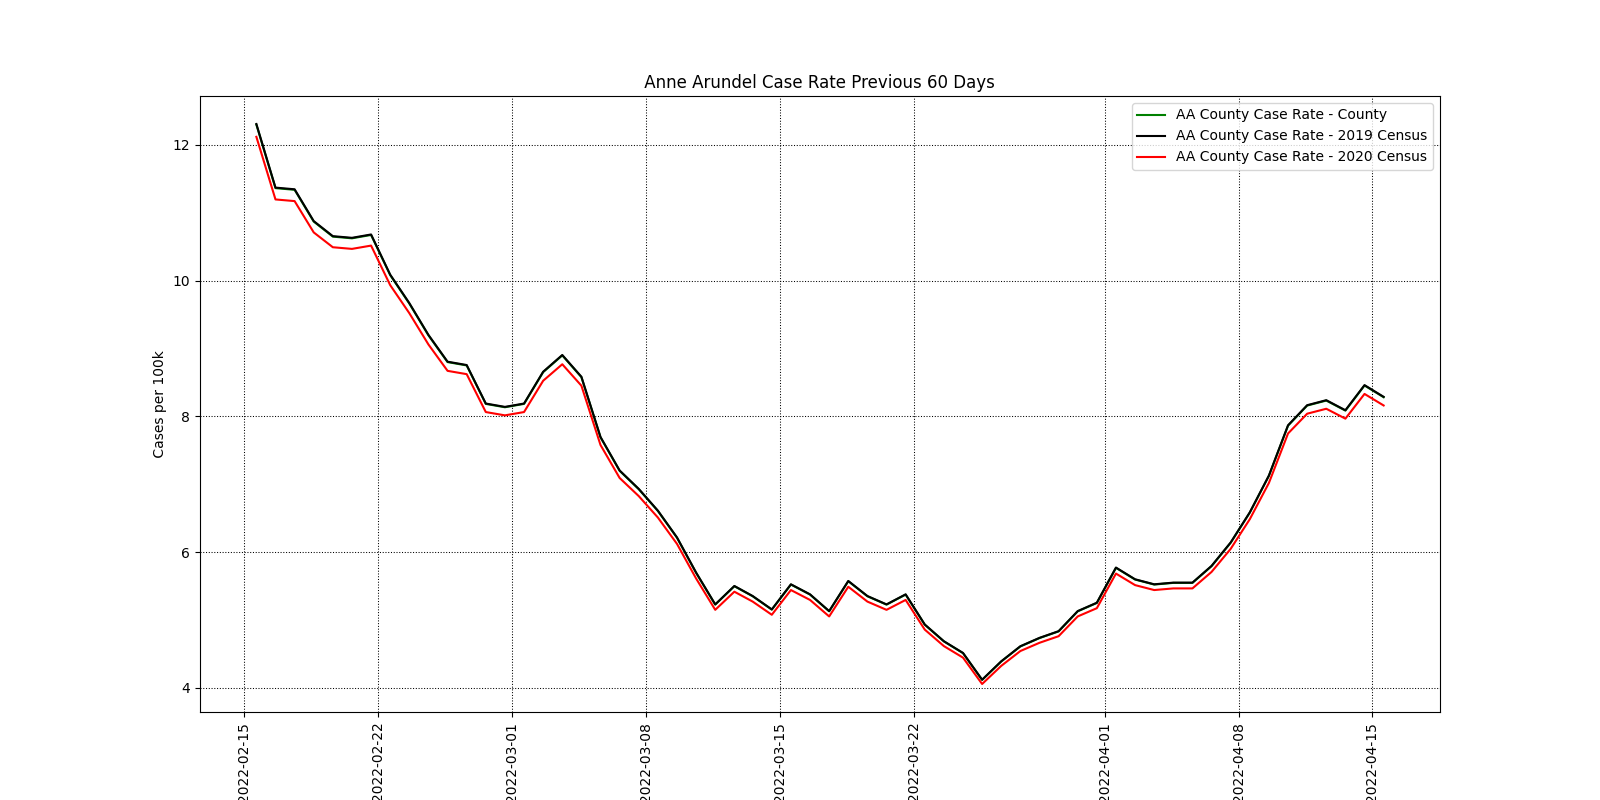 Anne Arundel Case Rate Previous 60 Days
AA County Case Rate - County
AA County Case Rate - 2019 Census
AA County Case Rate - 2020 Census
12
10
8
6
4
Cases per 100k
2022-02-15
2022-02-22
2022-03-01
2022-03-08
2022-03-15
2022-03-22
2022-04-01
2022-04-08
2022-04-15